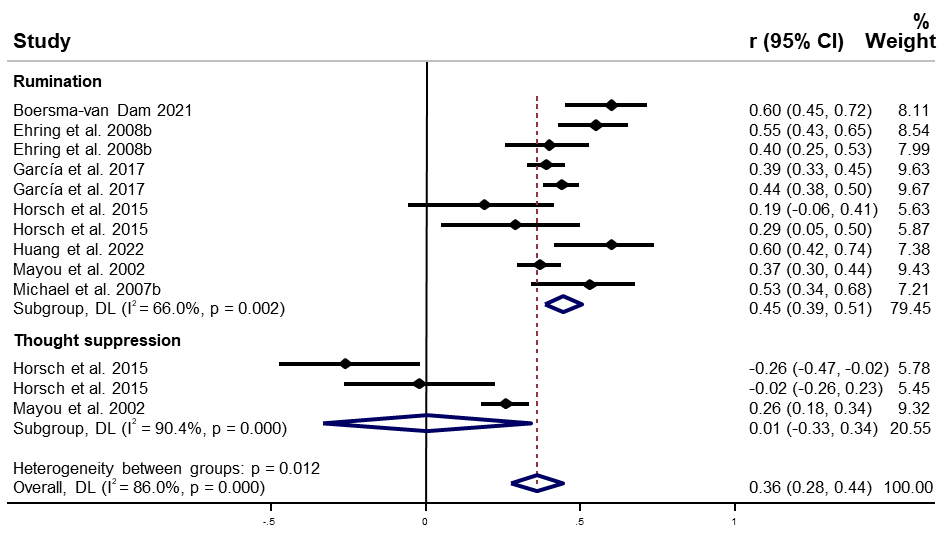 %
Study r (95% CI) Weight
Rumination
Boersma-van Dam 2021 0.60 (0.45, 0.72) 8.11
Ehring et al. 2008b 0.55 (0.43, 0.65) 8.54
Ehring et al. 2008b 0.40 (0.25, 0.53) 7.99
García et al. 2017 0.39 (0.33, 0.45) 9.63
García et al. 2017 0.44 (0.38, 0.50) 9.67
Horsch et al. 2015 0.19 (-0.06, 0.41) 5.63
Horsch et al. 2015 0.29 (0.05, 0.50) 5.87
Huang et al. 2022 0.60 (0.42, 0.74) 7.38
Mayou et al. 2002 0.37 (0.30, 0.44) 9.43
Michael et al. 2007b 0.53 (0.34, 0.68) 7.21
Subgroup, DL (I² = 66.0%, p = 0.002) 0.45 (0.39, 0.51) 79.45
Thought suppression
Horsch et al. 2015 -0.26 (-0.47, -0.02) 5.78
Horsch et al. 2015 -0.02 (-0.26, 0.23) 5.45
Mayou et al. 2002 0.26 (0.18, 0.34) 9.32
Subgroup, DL (I² = 90.4%, p = 0.000) 0.01 (-0.33, 0.34) 20.55
Heterogeneity between groups: p = 0.012
Overall, DL (I² = 86.0%, p = 0.000) 0.36 (0.28, 0.44) 100.00
-.5 0 .5 1